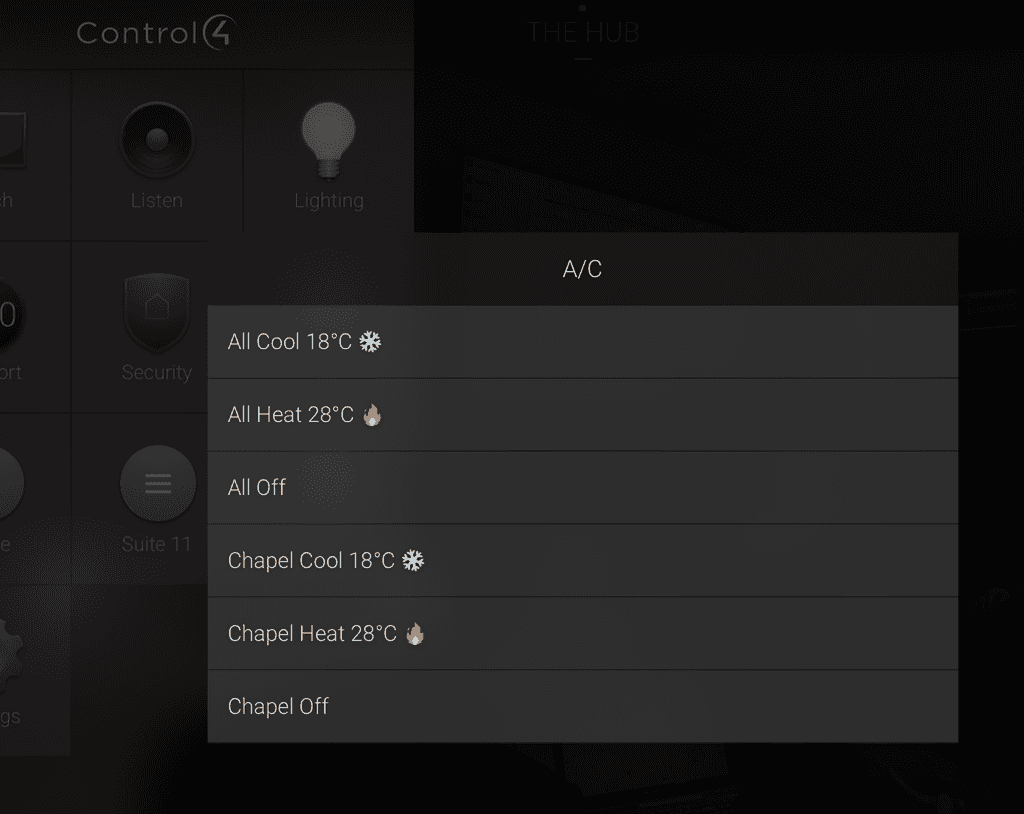 Control4
THE HUB
ch
Listen
Lighting
A/C
All Cool 18°C ❄
0
All Heat 28°C 🔥
ort
Security
All Off
e
Suite 11
Chapel Cool 18°C ❄
Chapel Heat 28°C 🔥
gs
Chapel Off